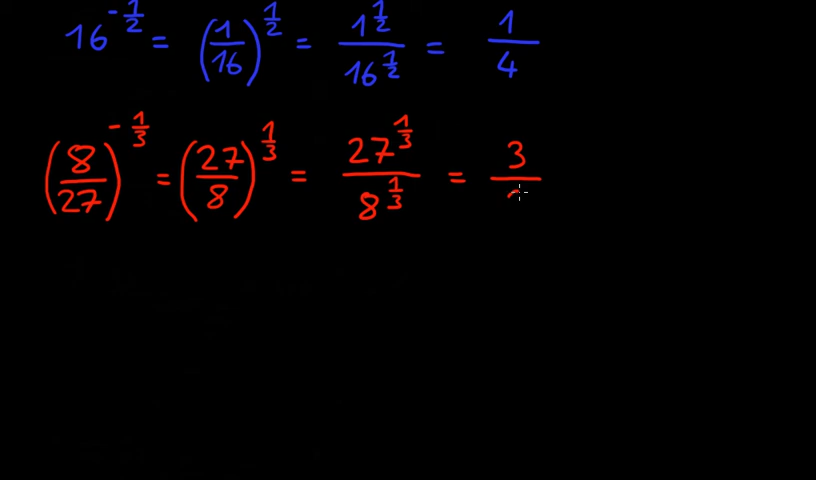 16^{-1/2} = (1/16)^{1/2} = 1^{1/2}/16^{1/2} = 1/4
(8/27)^{-1/3} = (27/8)^{1/3} = 27^{1/3}/8^{1/3} = 3/